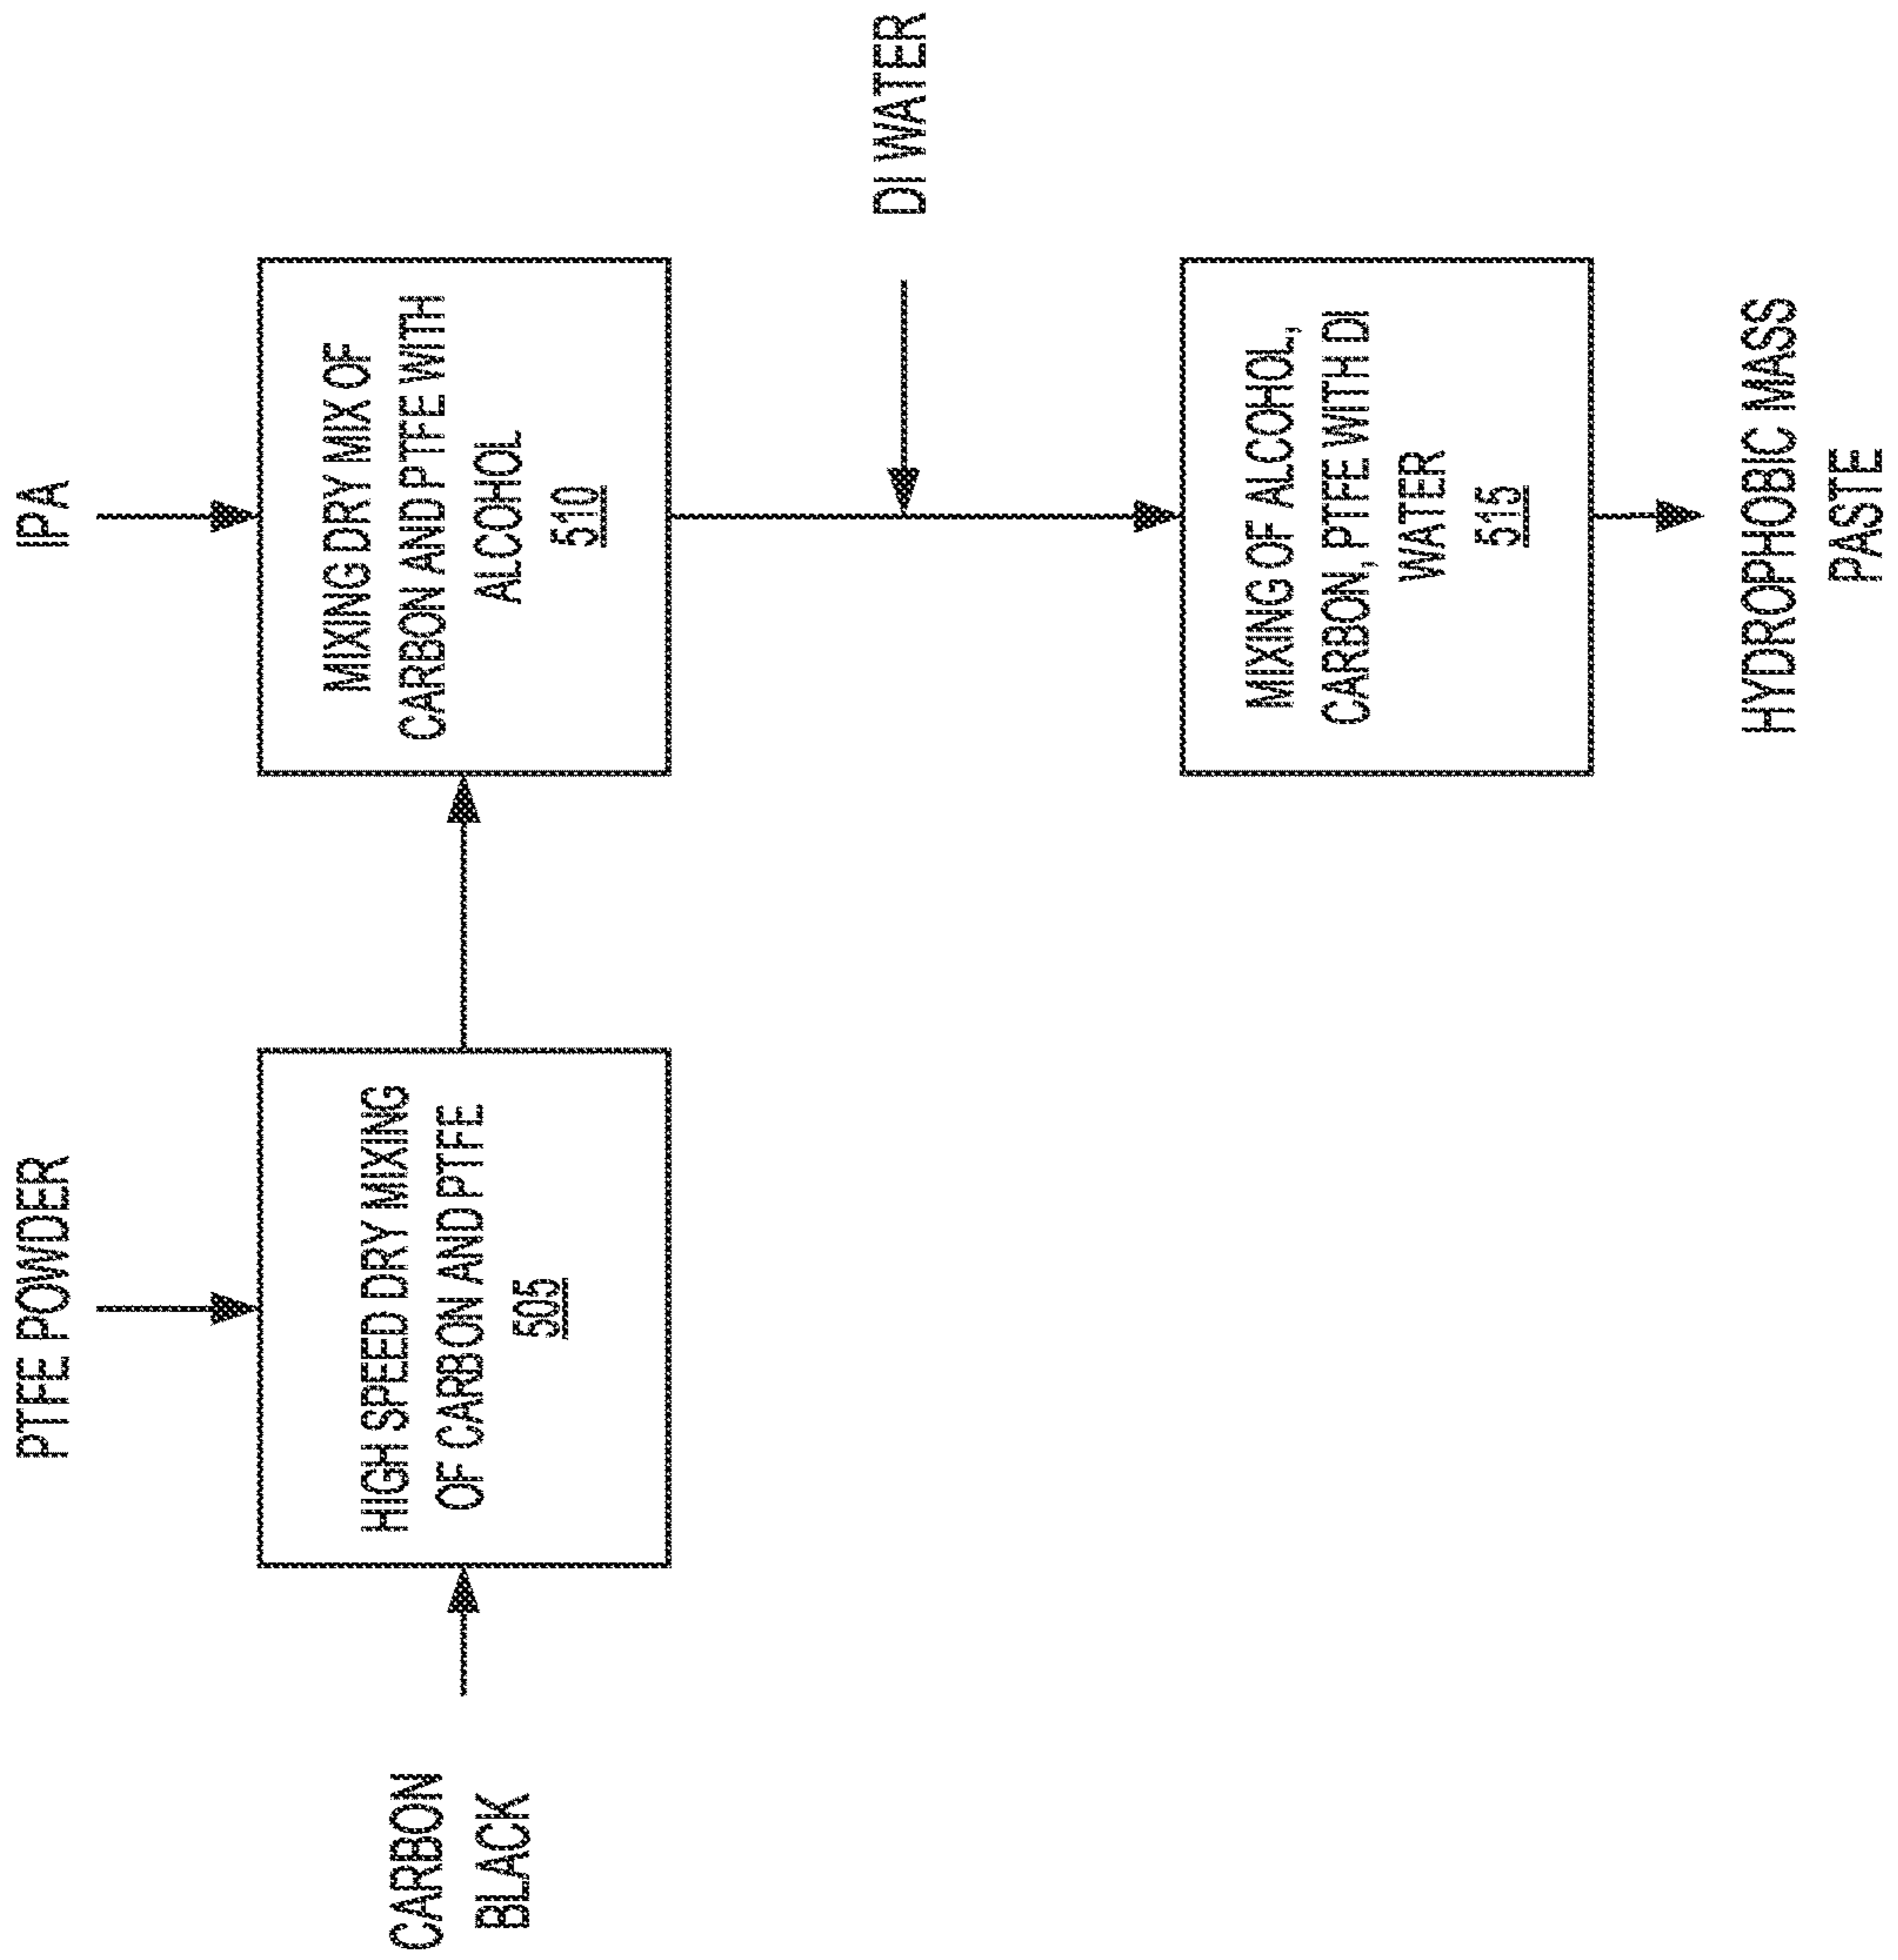 PTFE POWDER
IPA
CARBON
BLACK
HIGH SPEED DRY MIXING
OF CARBON AND PTFE
505
MIXING DRY MIX OF
CARBON AND PTFE WITH
ALCOHOL
510
DI WATER
MIXING OF ALCOHOL,
CARBON, PTFE WITH DI
WATER
515
HYDROPHOBIC MASS
PASTE